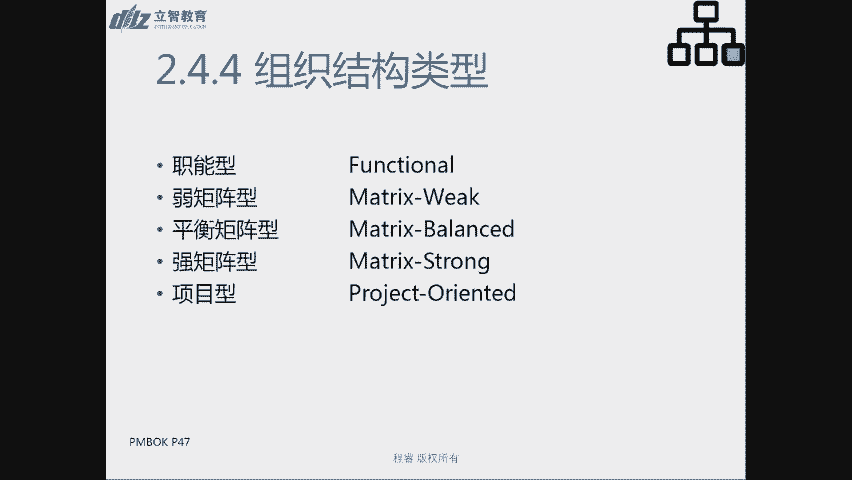 立智教育
2.4.4 组织结构类型
• 职能型 Functional
• 弱矩阵型 Matrix-Weak
• 平衡矩阵型 Matrix-Balanced
• 强矩阵型 Matrix-Strong
• 项目型 Project-Oriented
PMBOK P47
程睿 版权所有